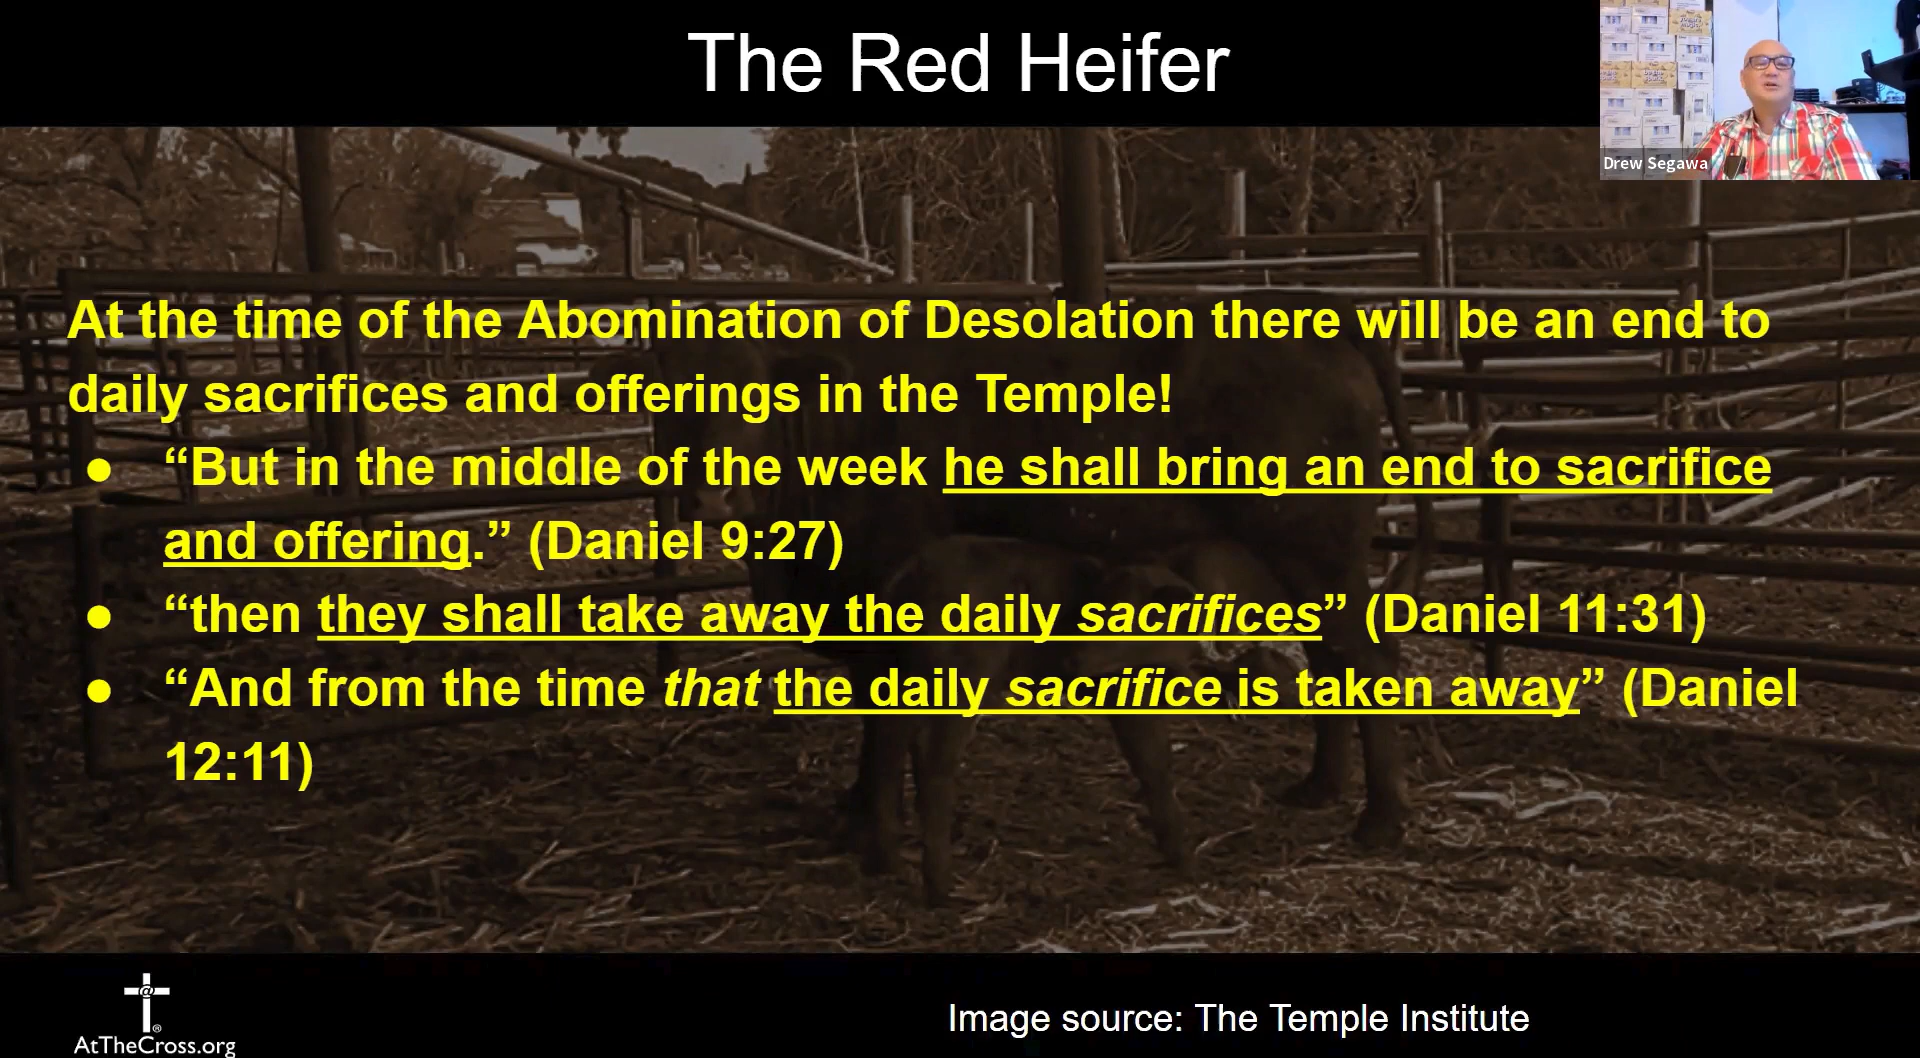 The Red Heifer
Drew Segawa
At the time of the Abomination of Desolation there will be an end to
daily sacrifices and offerings in the Temple!
● “But in the middle of the week he shall bring an end to sacrifice
and offering.” (Daniel 9:27)
● “then they shall take away the daily sacrifices” (Daniel 11:31)
● “And from the time that the daily sacrifice is taken away” (Daniel
12:11)
@
®
AtTheCross.org
Image source: The Temple Institute